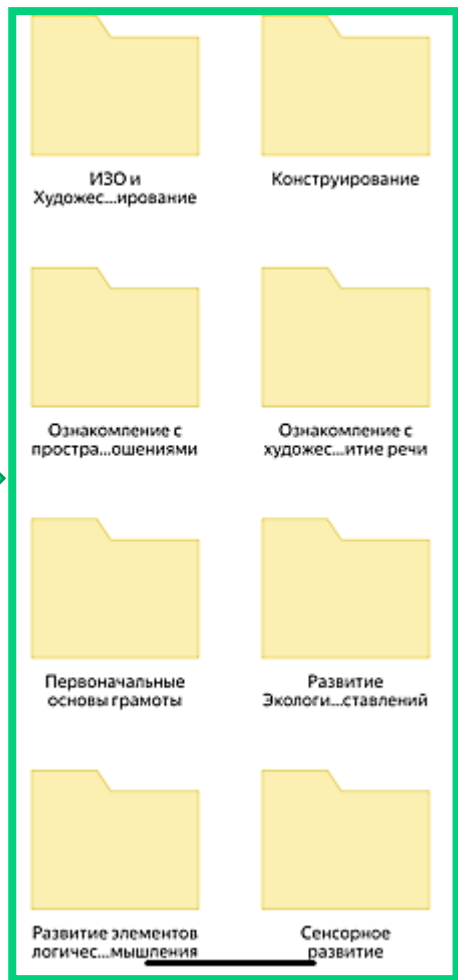 ИЗО и
Художес...ирование
Конструирование
Ознакомление с
простра...ошениями
Ознакомление с
художес...итие речи
Первоначальные
основы грамоты
Развитие
Экологи...ставлений
Развитие элементов
логичес...мышления
Сенсорное
развитие